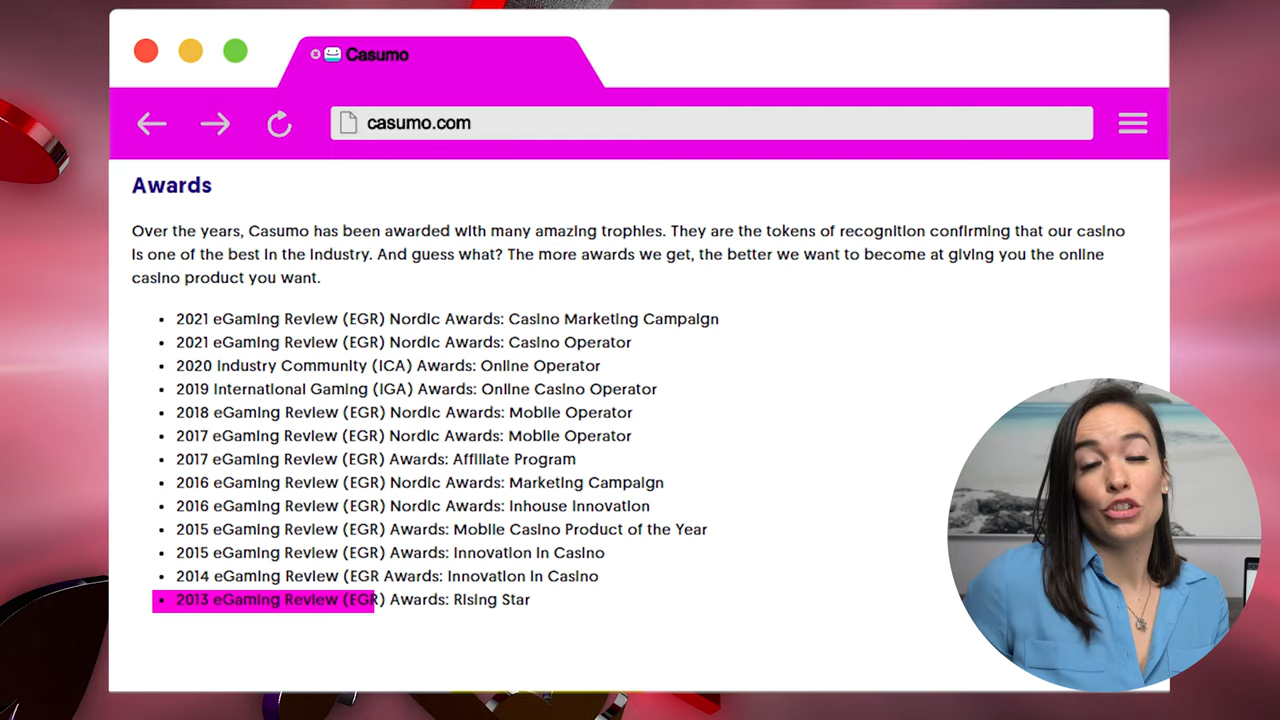 Casumo
casumo.com
Awards
Over the years, Casumo has been awarded with many amazing trophies. They are the tokens of recognition confirming that our casino
is one of the best in the industry. And guess what? The more awards we get, the better we want to become at giving you the online
casino product you want.
• 2021 eGaming Review (EGR) Nordic Awards: Casino Marketing Campaign
• 2021 eGaming Review (EGR) Nordic Awards: Casino Operator
• 2020 Industry Community (ICA) Awards: Online Operator
• 2019 International Gaming (IGA) Awards: Online Casino Operator
• 2018 eGaming Review (EGR) Nordic Awards: Mobile Operator
• 2017 eGaming Review (EGR) Nordic Awards: Mobile Operator
• 2017 eGaming Review (EGR) Awards: Affiliate Program
• 2016 eGaming Review (EGR) Nordic Awards: Marketing Campaign
• 2016 eGaming Review (EGR) Nordic Awards: Inhouse Innovation
• 2015 eGaming Review (EGR) Awards: Mobile Casino Product of the Year
• 2015 eGaming Review (EGR) Awards: Innovation in Casino
• 2014 eGaming Review (EGR Awards: Innovation in Casino
• 2013 eGaming Review (EGR) Awards: Rising Star